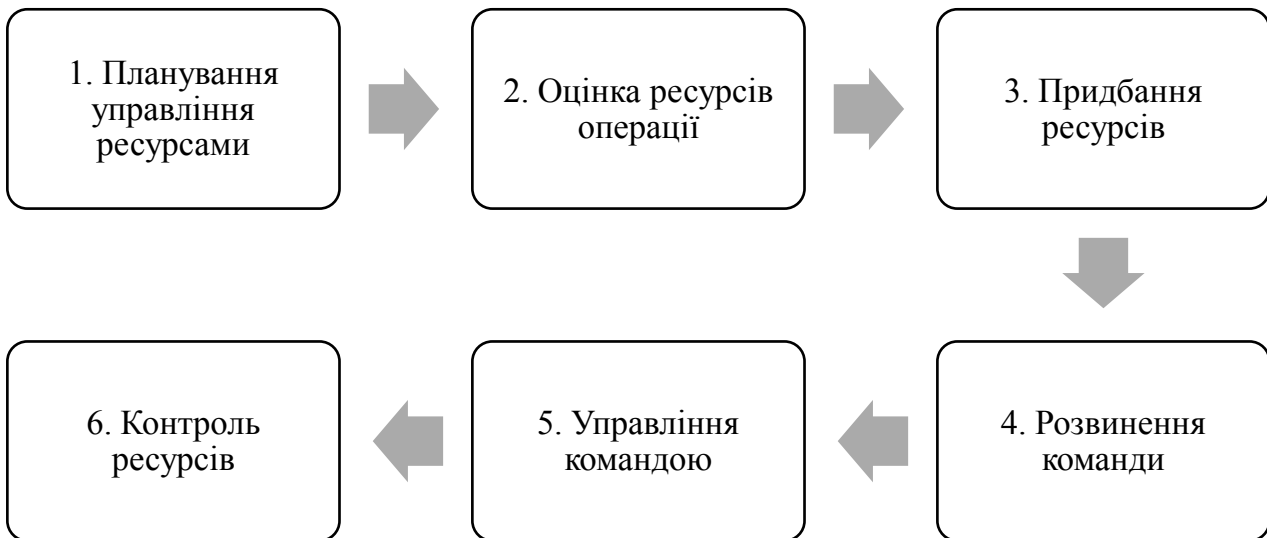 1. Планування
управління
ресурсами
2. Оцінка ресурсів
операції
3. Придбання
ресурсів
4. Розвинення
команди
5. Управління
командою
6. Контроль
ресурсів